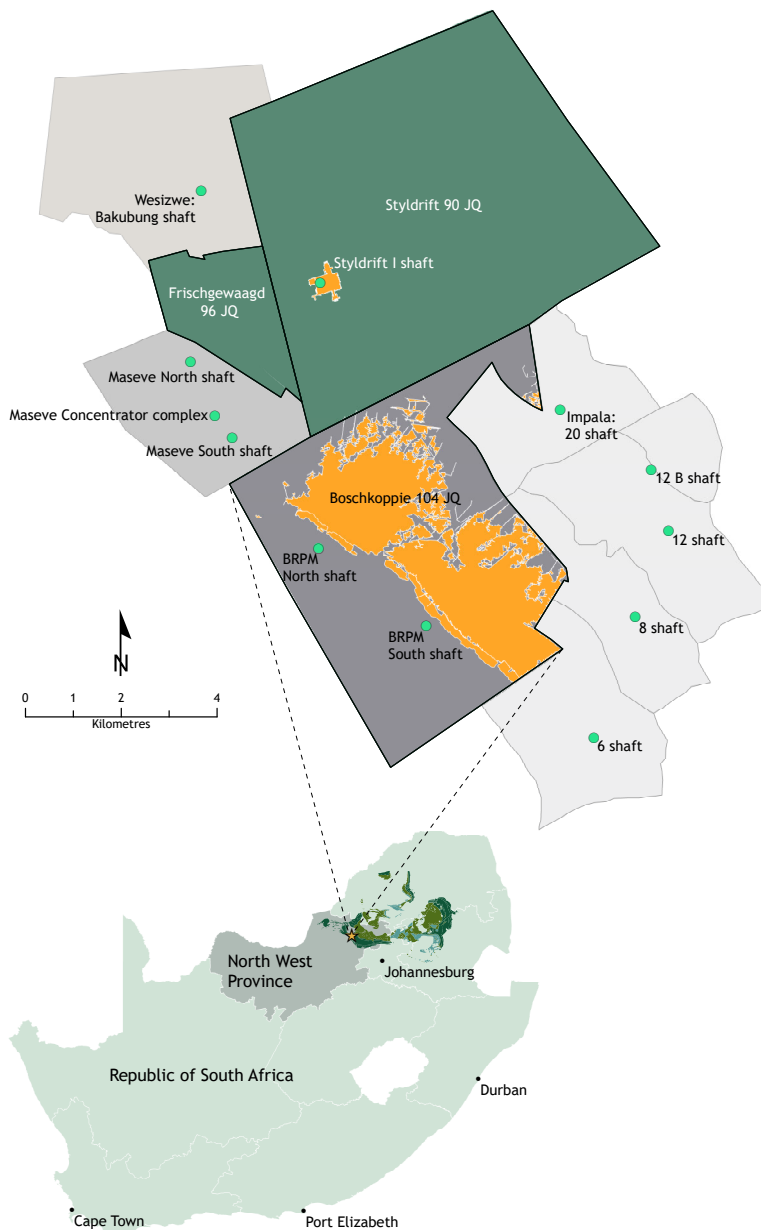 Styldrift 90 JQ
Wesizwe:
Bakubung shaft
Styldrift I shaft
Frischgewaagd
96 JQ
Maseve North shaft
Maseve Concentrator complex
Maseve South shaft
Impala:
20 shaft
12 B shaft
Boschkoppie 104 JQ
12 shaft
BRPM
North shaft
8 shaft
BRPM
South shaft
N
0 2 4
Kilometres
6 shaft
North West
Province
Johannesburg
Republic of South Africa
Durban
Cape Town
Port Elizabeth